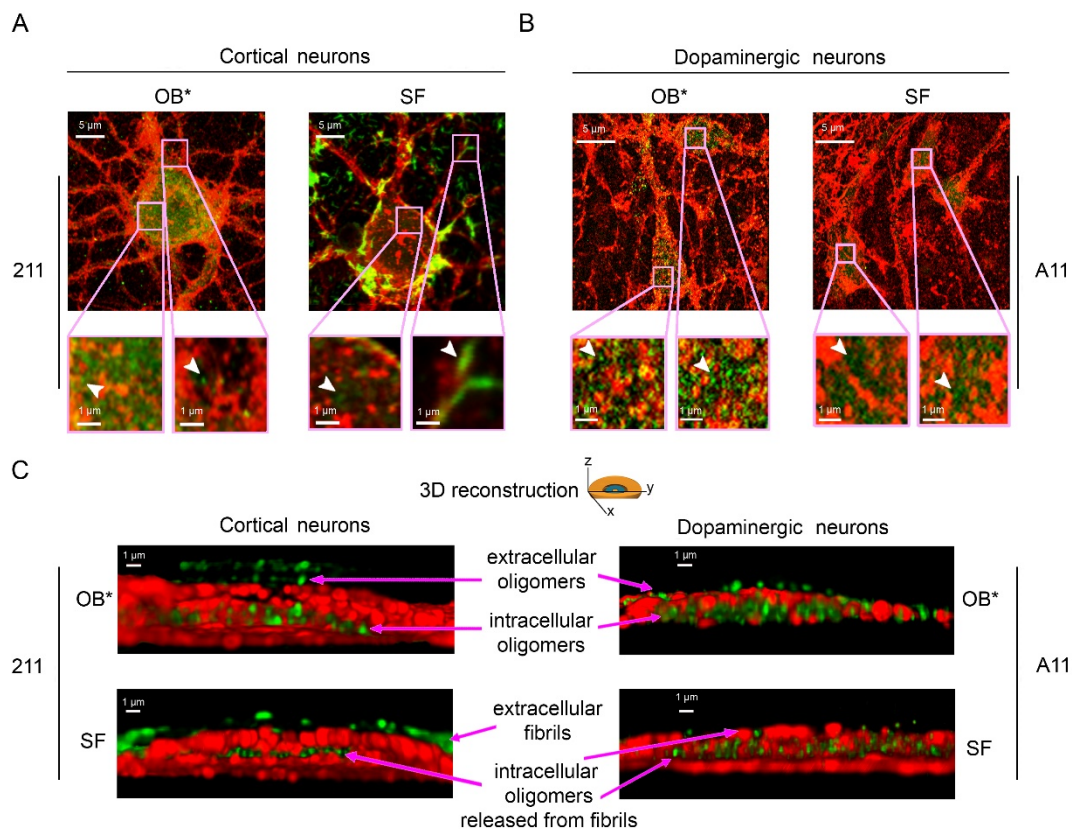 A
Cortical neurons
OB*
SF
5 µm
5 µm
211
1 µm
1 µm
1 µm
1 µm
B
Dopaminergic neurons
OB*
SF
5 µm
5 µm
A11
1 µm
1 µm
1 µm
1 µm
C
3D reconstruction
z
y
x
Cortical neurons
Dopaminergic neurons
1 µm
1 µm
OB*
extracellular
oligomers
intracellular
oligomers
OB*
211
A11
1 µm
1 µm
SF
extracellular
fibrils
intracellular
oligomers
released from fibrils
SF